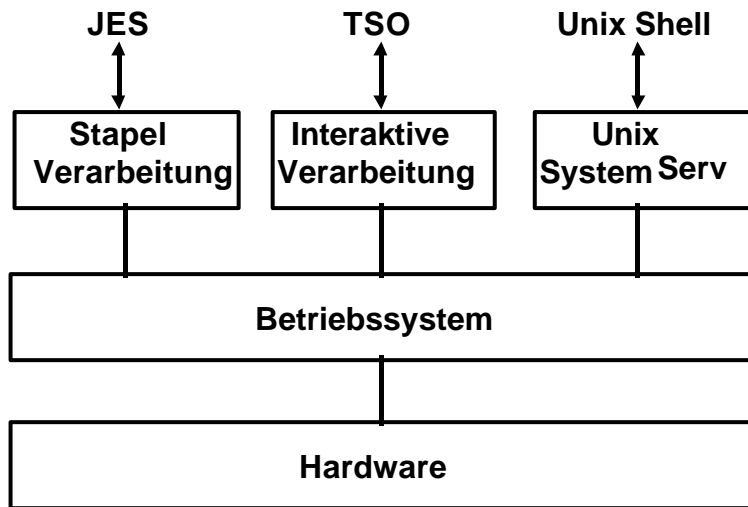 JES
TSO
Unix Shell
Stapel
Verarbeitung
Interaktive
Verarbeitung
Unix
System Serv
Betriebssystem
Hardware